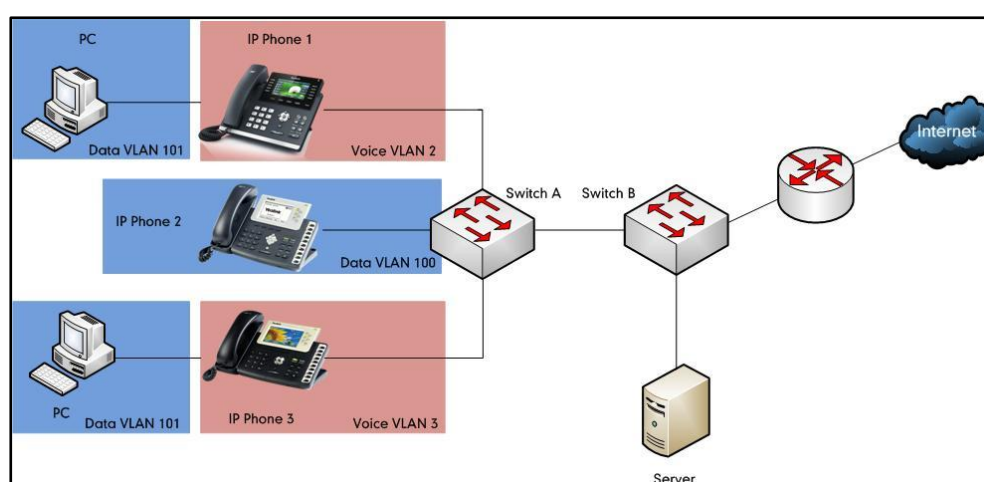 PC
IP Phone 1
Data VLAN 101
Voice VLAN 2
IP Phone 2
Data VLAN 100
Switch A
Switch B
Internet
PC
Data VLAN 101
IP Phone 3
Voice VLAN 3
Server